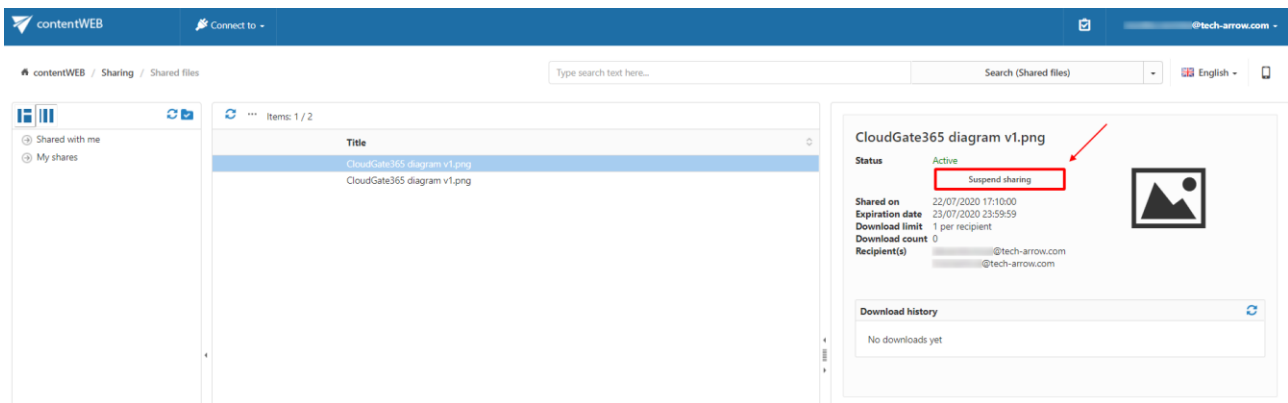 contentWEB
Connect to
@tech-arrow.com
contentWEB / Sharing / Shared files
Type search text here...
Search (Shared files)
English
Shared with me
My shares
Items: 1 / 2
Title
CloudGate365 diagram v1.png
CloudGate365 diagram v1.png
CloudGate365 diagram v1.png
Status Active
Suspend sharing
Shared on 22/07/2020 17:10:00
Expiration date 23/07/2020 23:59:59
Download limit 1 per recipient
Download count 0
Recipient(s) @tech-arrow.com
@tech-arrow.com
Download history
No downloads yet